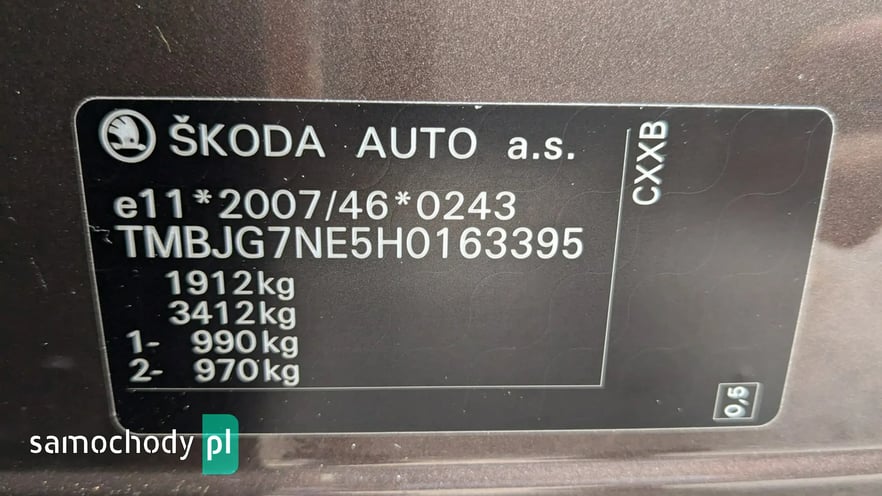 ŠKODA AUTO a.s.
e11*2007/46*0243
TMBJG7NE5H0163395
1912kg
3412kg
1- 990kg
2- 970kg
CXXB
0,5
samochody pl